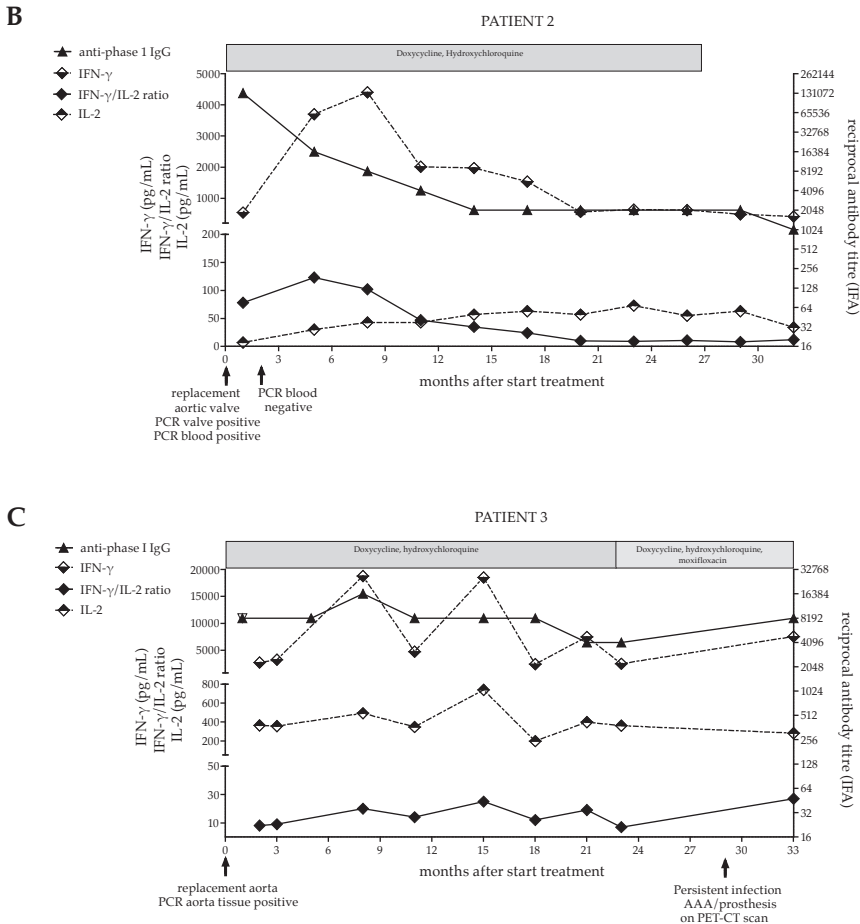 B
PATIENT 2
anti-phase 1 IgG
IFN-γ
IFN-γ/IL-2 ratio
IL-2
Doxycycline, Hydroxychloroquine
IFN-γ (pg/mL)
IFN-γ/IL-2 ratio
IL-2 (pg/mL)
5000
4000
3000
2000
1000
200
150
100
50
0
262144
131072
65536
32768
16384
8192
4096
2048
1024
512
256
128
64
32
16
reciprocal antibody titre (IFA)
0 3 6 9 12 15 18 21 24 27 30
months after start treatment
replacement
aortic valve
PCR valve positive
PCR blood positive
PCR blood
negative
C
PATIENT 3
anti-phase I IgG
IFN-γ
IFN-γ/IL-2 ratio
IL-2
Doxycycline, hydroxychloroquine
Doxycycline, hydroxychloroquine,
moxifloxacin
IFN-γ (pg/mL)
IFN-γ/IL-2 ratio
IL-2 (pg/mL)
20000
15000
10000
5000
800
600
400
200
50
30
10
32768
16384
8192
4096
2048
1024
512
256
128
64
32
16
reciprocal antibody titre (IFA)
0 3 6 9 12 15 18 21 24 27 30 33
months after start treatment
replacement aorta
PCR aorta tissue positive
Persistent infection
AAA/prosthesis
on PET-CT scan